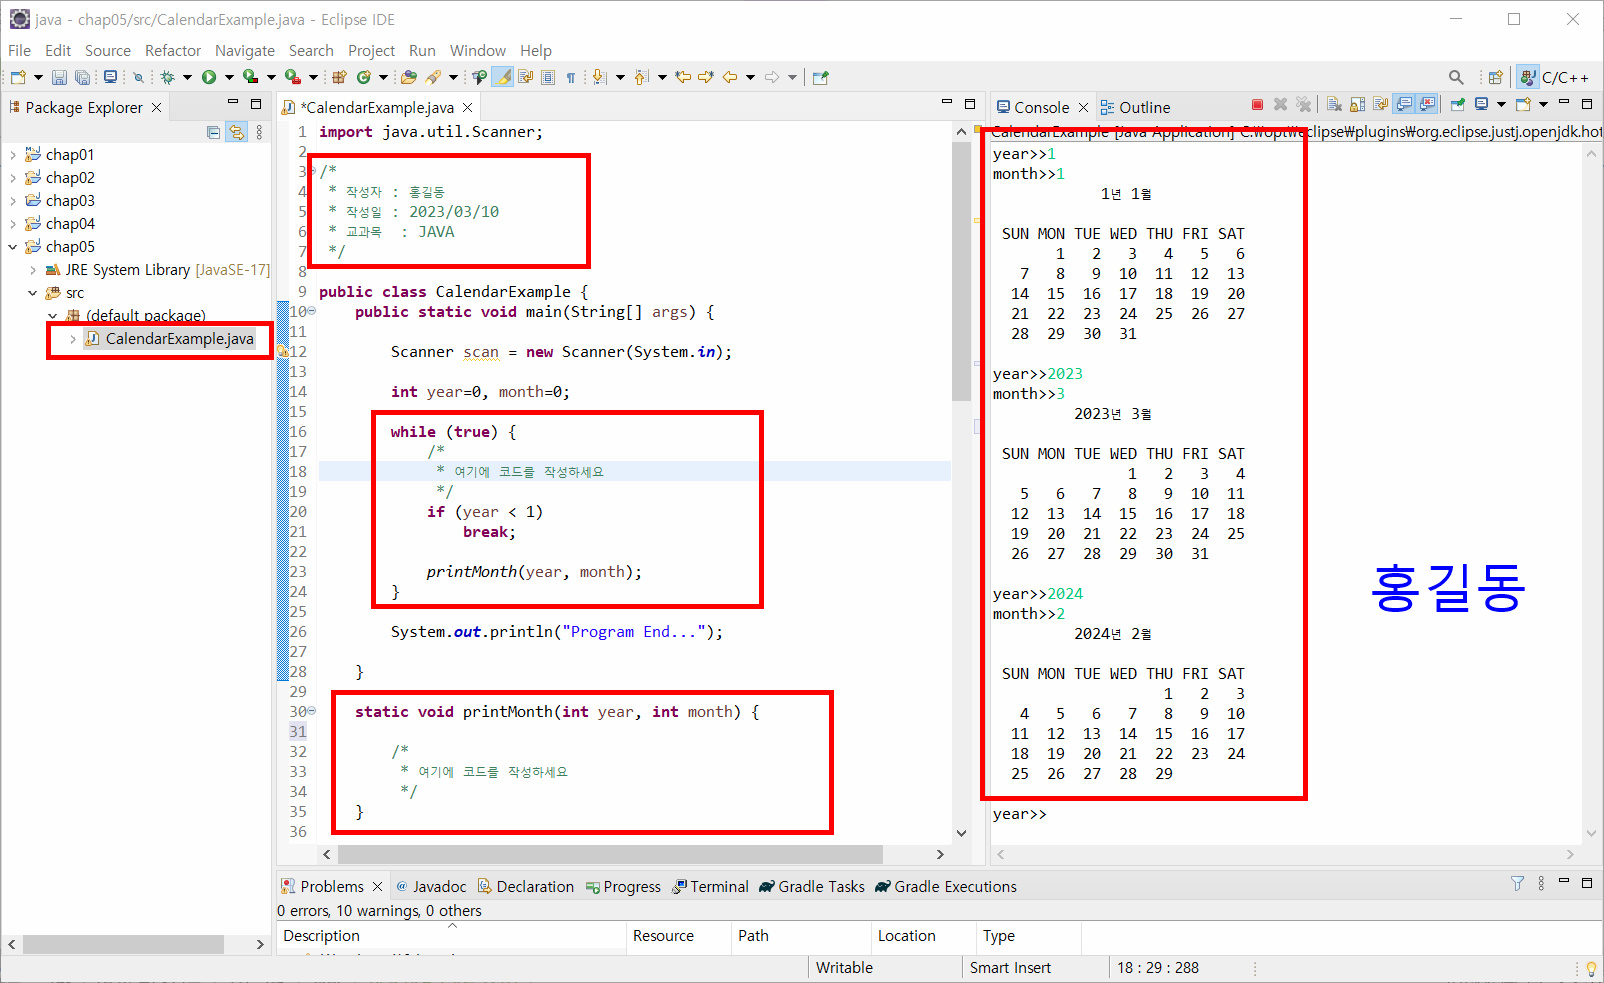 java - chap05/src/CalendarExample.java - Eclipse IDE
File Edit Source Refactor Navigate Search Project Run Window Help
C/C++
Package Explorer
chap01
chap02
chap03
chap04
chap05
JRE System Library [JavaSE-17]
src
(default package)
CalendarExample.java
*CalendarExample.java
1 import java.util.Scanner;
2
3 /*
4  * 작성자 : 홍길동
5  * 작성일 : 2023/03/10
6  * 교과목  : JAVA
7  */
8
9 public class CalendarExample {
10     public static void main(String[] args) {
11
12         Scanner scan = new Scanner(System.in);
13
14         int year=0, month=0;
15
16         while (true) {
17             /*
18              * 여기에 코드를 작성하세요
19              */
20             if (year < 1)
21                 break;
22
23             printMonth(year, month);
24         }
25
26         System.out.println("Program End...");
27
28     }
29
30     static void printMonth(int year, int month) {
31
32         /*
33          * 여기에 코드를 작성하세요
34          */
35     }
36
Console Outline
CalendarExample [Java Application] C:₩opt₩eclipse₩plugins₩org.eclipse.justj.openjdk.hot
year>>1
month>>1
1년 1월
SUN MON TUE WED THU FRI SAT
1 2 3 4 5 6
7 8 9 10 11 12 13
14 15 16 17 18 19 20
21 22 23 24 25 26 27
28 29 30 31
year>>2023
month>>3
2023년 3월
SUN MON TUE WED THU FRI SAT
1 2 3 4
5 6 7 8 9 10 11
12 13 14 15 16 17 18
19 20 21 22 23 24 25
26 27 28 29 30 31
year>>2024
month>>2
2024년 2월
SUN MON TUE WED THU FRI SAT
1 2 3
4 5 6 7 8 9 10
11 12 13 14 15 16 17
18 19 20 21 22 23 24
25 26 27 28 29
year>>
홍길동
Problems @ Javadoc Declaration Progress Terminal Gradle Tasks Gradle Executions
0 errors, 10 warnings, 0 others
Description Resource Path Location Type
Writable Smart Insert 18 : 29 : 288